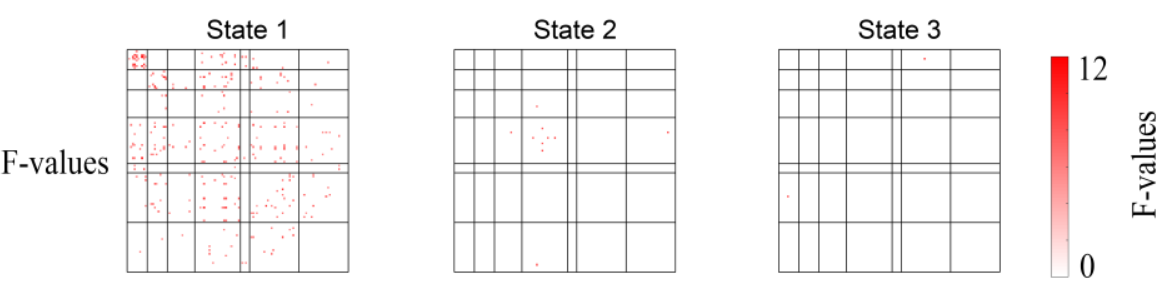 State 1
State 2
State 3
F-values
12
0
F-values